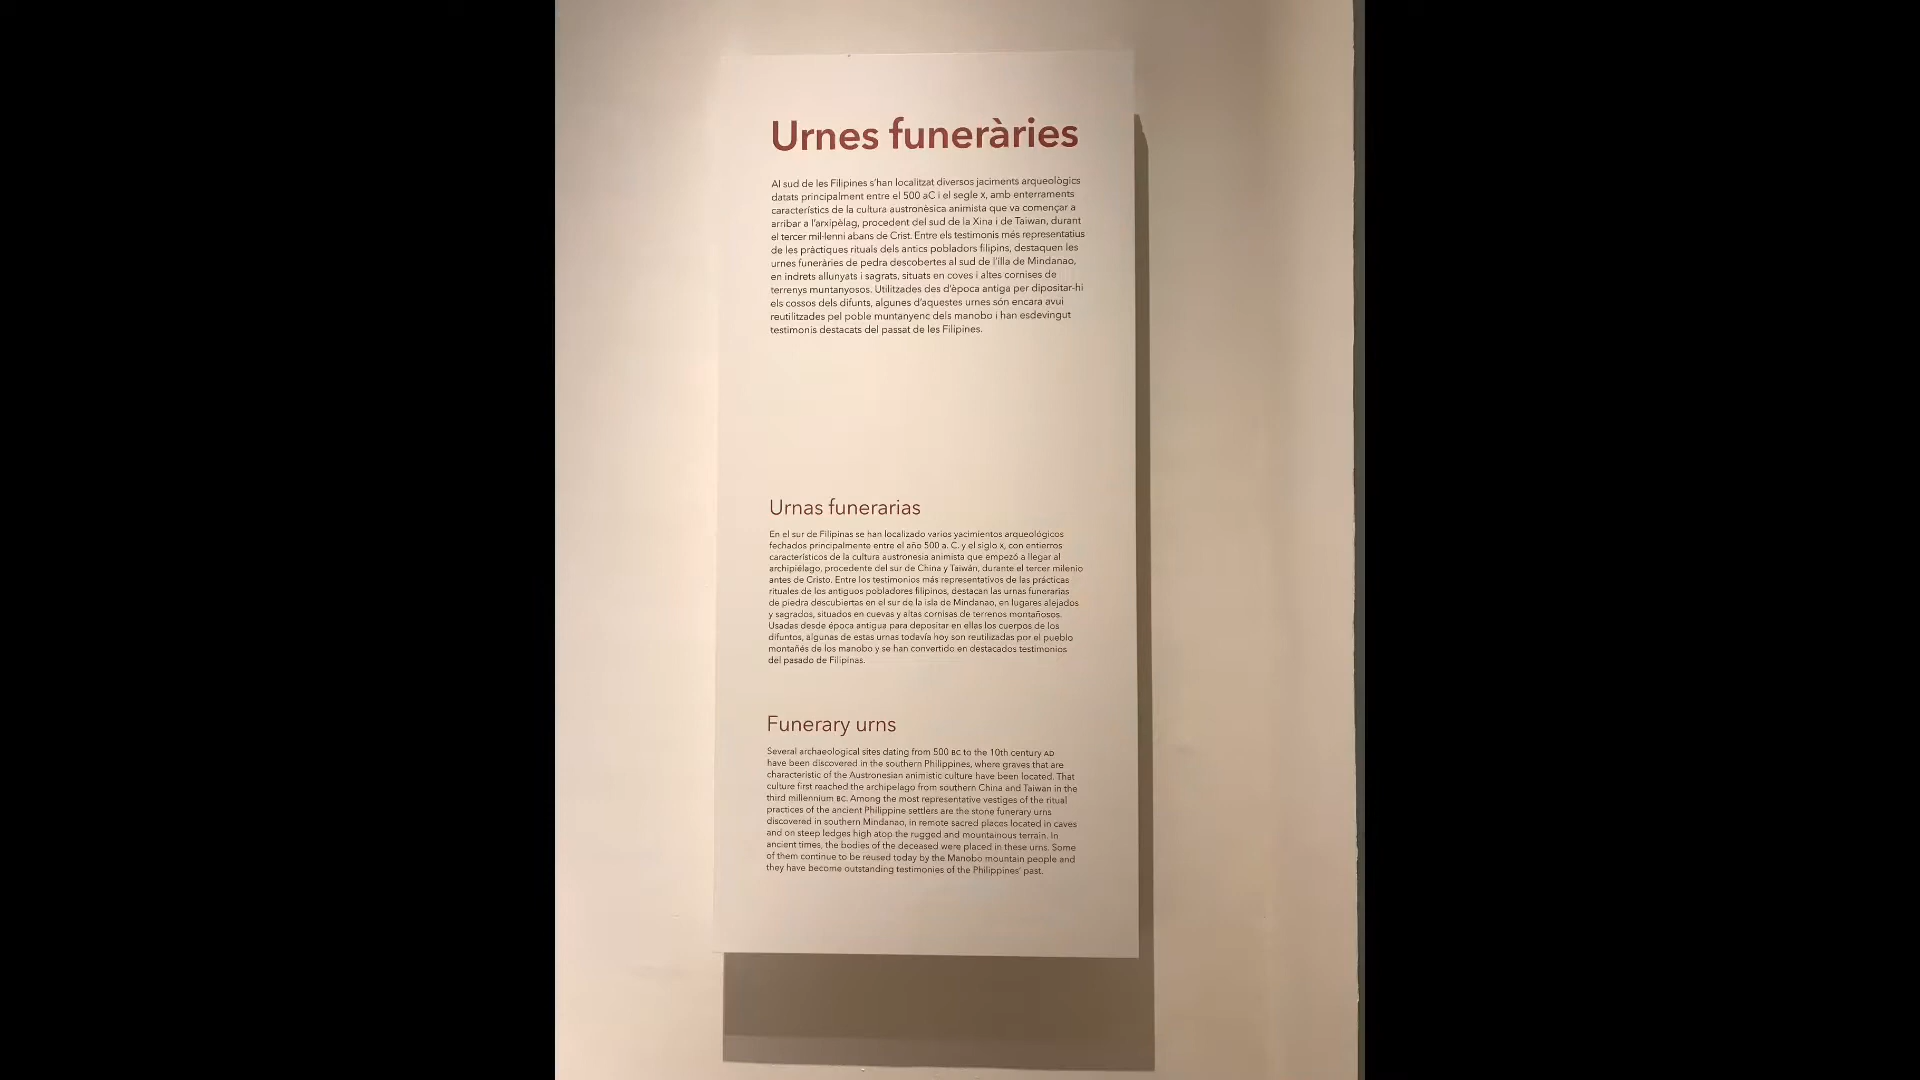 Urnes funeràries
Al sud de les Filipines s'han localitzat diversos jaciments arqueològics
datats principalment entre el 500 aC i el segle X, amb enterraments
característics de la cultura austronèsica animista que va començar a
arribar a l'arxipèlag, procedent del sud de la Xina i de Taiwan, durant
el tercer mil·lenni abans de Crist. Entre els testimonis més representatius
de les pràctiques rituals dels antics pobladors filipins, destaquen les
urnes funeràries de pedra descobertes al sud de l'illa de Mindanao,
en indrets allunyats i sagrats, situats en coves i altes cornises de
terrenys muntanyosos. Utilitzades des d'època antiga per dipositar-hi
els cossos dels difunts, algunes d'aquestes urnes són encara avui
reutilitzades pel poble muntanyenc dels manobo i han esdevingut
testimonis destacats del passat de les Filipines.
Urnas funerarias
En el sur de Filipinas se han localizado varios yacimientos arqueológicos
fechados principalmente entre el año 500 a. C. y el siglo X, con entierros
característicos de la cultura austronesia animista que empezó a llegar al
archipiélago, procedente del sur de China y Taiwán, durante el tercer milenio
antes de Cristo. Entre los testimonios más representativos de las prácticas
rituales de los antiguos pobladores filipinos, destacan las urnas funerarias
de piedra descubiertas en el sur de la isla de Mindanao, en lugares alejados
y sagrados, situados en cuevas y altas cornisas de terrenos montañosos.
Usadas desde época antigua para depositar en ellas los cuerpos de los
difuntos, algunas de estas urnas todavía hoy son reutilizadas por el pueblo
montañés de los manobo y se han convertido en destacados testimonios
del pasado de Filipinas.
Funerary urns
Several archaeological sites dating from 500 BC to the 10th century AD
have been discovered in the southern Philippines, where graves that are
characteristic of the Austronesian animistic culture have been located. That
culture first reached the archipelago from southern China and Taiwan in the
third millennium BC. Among the most representative vestiges of the ritual
practices of the ancient Philippine settlers are the stone funerary urns
discovered in southern Mindanao, in remote sacred places located in caves
and on steep ledges high atop the rugged and mountainous terrain. In
ancient times, the bodies of the deceased were placed in these urns. Some
of them continue to be reused today by the Manobo mountain people and
they have become outstanding testimonies of the Philippines' past.